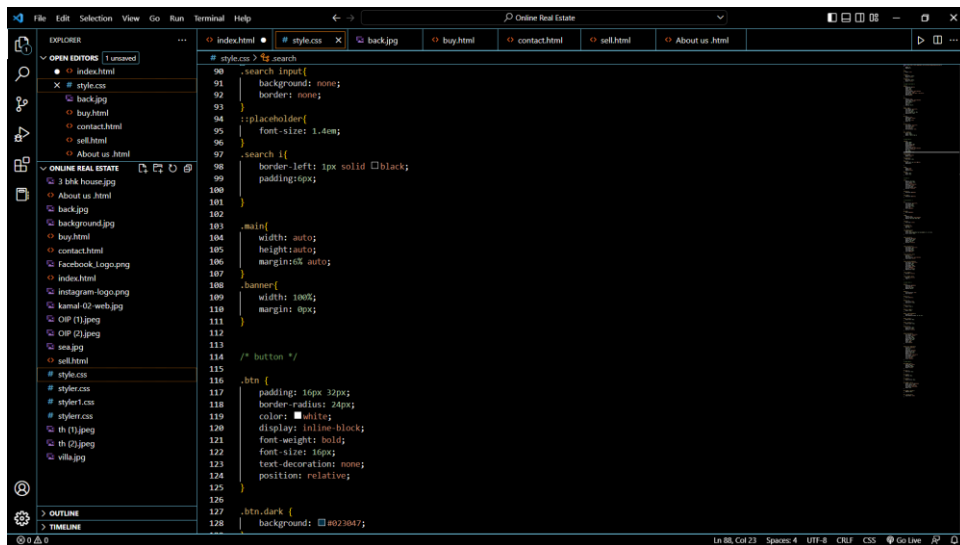 File Edit Selection View Go Run Terminal Help
Online Real Estate
EXPLORER
OPEN EDITORS 1 unsaved
index.html
style.css
back.jpg
buy.html
contact.html
sell.html
About us .html
ONLINE REAL ESTATE
3 bhk house.jpg
About us .html
back.jpg
background.jpg
buy.html
contact.html
Facebook_Logo.png
index.html
instagram-logo.png
kamal-02-web.jpg
OIP (1).jpeg
OIP (2).jpeg
sea.jpg
sell.html
style.css
styler.css
styler1.css
stylerr.css
th (1).jpeg
th (2).jpeg
villa.jpg
OUTLINE
TIMELINE
index.html # style.css back.jpg buy.html contact.html sell.html About us .html
# style.css > .search
90 .search input{
91 background: none;
92 border: none;
93 }
94 ::placeholder{
95 font-size: 1.4em;
96 }
97 .search i{
98 border-left: 1px solid black;
99 padding:6px;
100
101 }
102
103 .main{
104 width: auto;
105 height:auto;
106 margin:6% auto;
107 }
108 .banner{
109 width: 100%;
110 margin: 0px;
111 }
112
113
114 /* button */
115
116 .btn {
117 padding: 16px 32px;
118 border-radius: 24px;
119 color: white;
120 display: inline-block;
121 font-weight: bold;
122 font-size: 16px;
123 text-decoration: none;
124 position: relative;
125 }
126
127 .btn.dark {
128 background: #023047;
0 0
Ln 88, Col 23 Spaces: 4 UTF-8 CRLF CSS Go Live